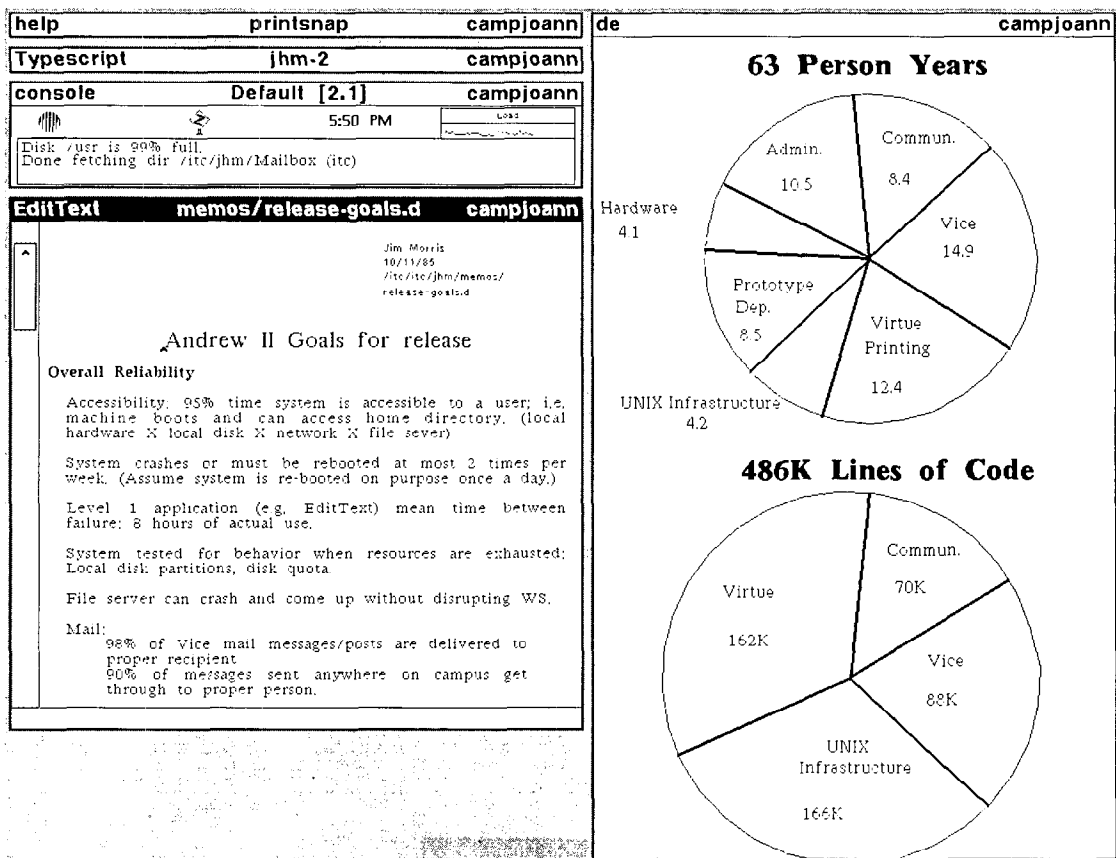 help printsnap campjoann
Typescript jhm-2 campjoann
console Default [2.1] campjoann
5:50 PM
Load
Disk /usr is 99% full.
Done fetching dir /itc/jhm/Mailbox (itc)
EditText memos/release-goals.d campjoann
Jim Morris
10/11/85
/itc/itc/jhm/memos/
release-goals.d
Andrew II Goals for release
Overall Reliability
Accessibility: 95% time system is accessible to a user; i.e.
machine boots and can access home directory. (local
hardware X local disk X network X file sever)
System crashes or must be rebooted at most 2 times per
week. (Assume system is re-booted on purpose once a day.)
Level 1 application (e.g. EditText) mean time between
failure: 8 hours of actual use.
System tested for behavior when resources are exhausted:
Local disk partitions, disk quota
File server can crash and come up without disrupting WS.
Mail:
98% of Vice mail messages/posts are delivered to
proper recipient
90% of messages sent anywhere on campus get
through to proper person.
de campjoann
63 Person Years
Admin.
10.5
Commun.
8.4
Hardware
4.1
Vice
14.9
Prototype
Dep.
8.5
Virtue
Printing
12.4
UNIX Infrastructure
4.2
486K Lines of Code
Commun.
70K
Virtue
162K
Vice
88K
UNIX
Infrastructure
166K